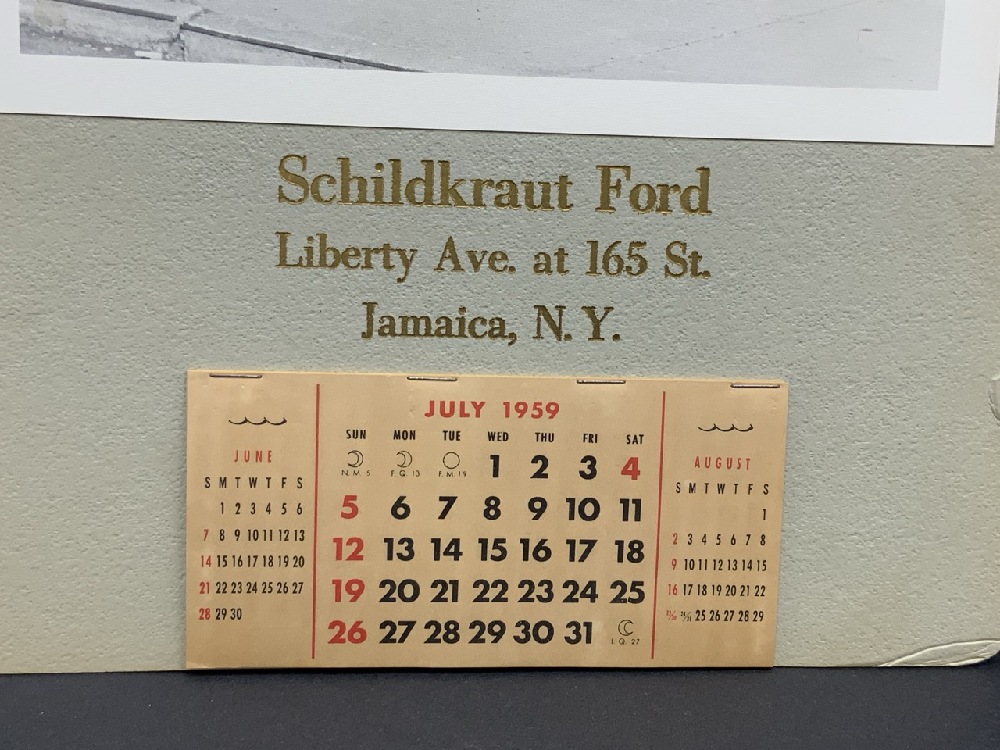 Schildkraut Ford
Liberty Ave. at 165 St.
Jamaica, N.Y.
JUNE
S M T W T F S
1 2 3 4 5 6
7 8 9 10 11 12 13
14 15 16 17 18 19 20
21 22 23 24 25 26 27
28 29 30
JULY 1959
SUN MON TUE WED THU FRI SAT
N.M. 5 F.Q. 13 F.M. 19 1 2 3 4
5 6 7 8 9 10 11
12 13 14 15 16 17 18
19 20 21 22 23 24 25
26 27 28 29 30 31 L.Q. 27
AUGUST
S M T W T F S
1
2 3 4 5 6 7 8
9 10 11 12 13 14 15
16 17 18 19 20 21 22
23/30 24/31 25 26 27 28 29